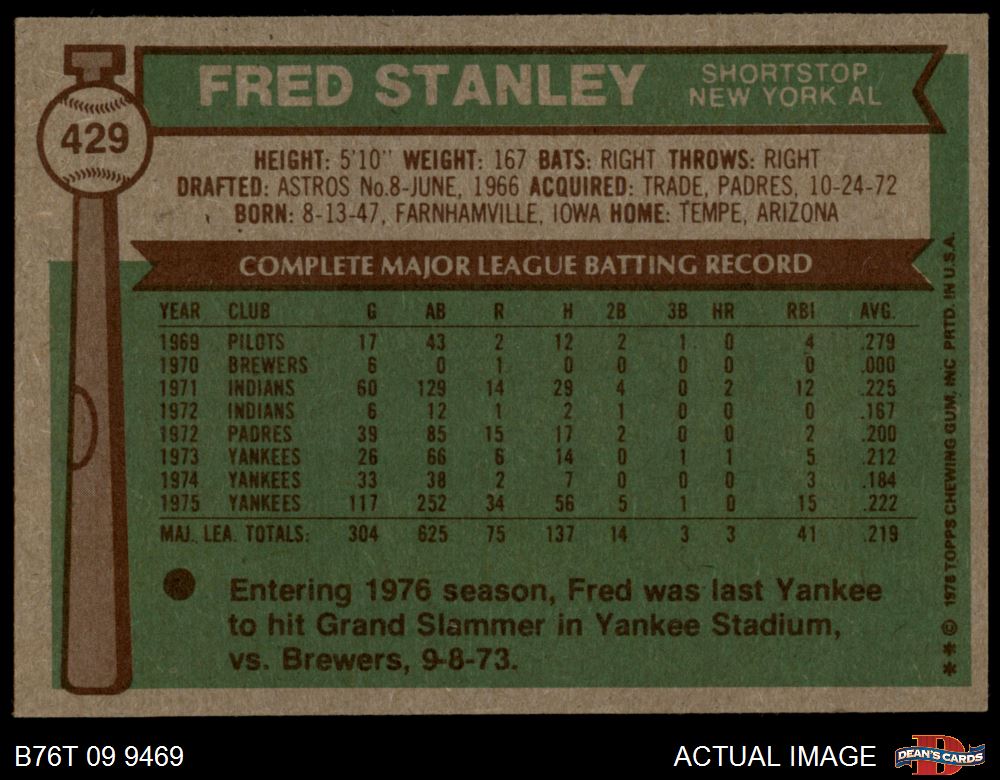 FRED STANLEY
SHORTSTOP
NEW YORK AL
429
HEIGHT: 5'10" WEIGHT: 167 BATS: RIGHT THROWS: RIGHT
DRAFTED: ASTROS No.8-JUNE, 1966 ACQUIRED: TRADE, PADRES, 10-24-72
BORN: 8-13-47, FARNHAMVILLE, IOWA HOME: TEMPE, ARIZONA
COMPLETE MAJOR LEAGUE BATTING RECORD
YEAR CLUB G AB R H 2B 3B HR RBI AVG.
1969 PILOTS 17 43 2 12 2 1 0 4 .279
1970 BREWERS 6 0 1 0 0 0 0 0 .000
1971 INDIANS 60 129 14 29 4 0 2 12 .225
1972 INDIANS 6 12 1 2 1 0 0 0 .167
1972 PADRES 39 85 15 17 2 0 0 2 .200
1973 YANKEES 26 66 6 14 0 1 1 5 .212
1974 YANKEES 33 38 2 7 0 0 0 3 .184
1975 YANKEES 117 252 34 56 5 1 0 15 .222
MAJ. LEA. TOTALS: 304 625 75 137 14 3 3 41 .219
Entering 1976 season, Fred was last Yankee
to hit Grand Slammer in Yankee Stadium,
vs. Brewers, 9-8-73.
** © 1976 TOPPS CHEWING GUM, INC PRTD. IN U.S.A.
B76T 09 9469
ACTUAL IMAGE
DEAN'S CARDS